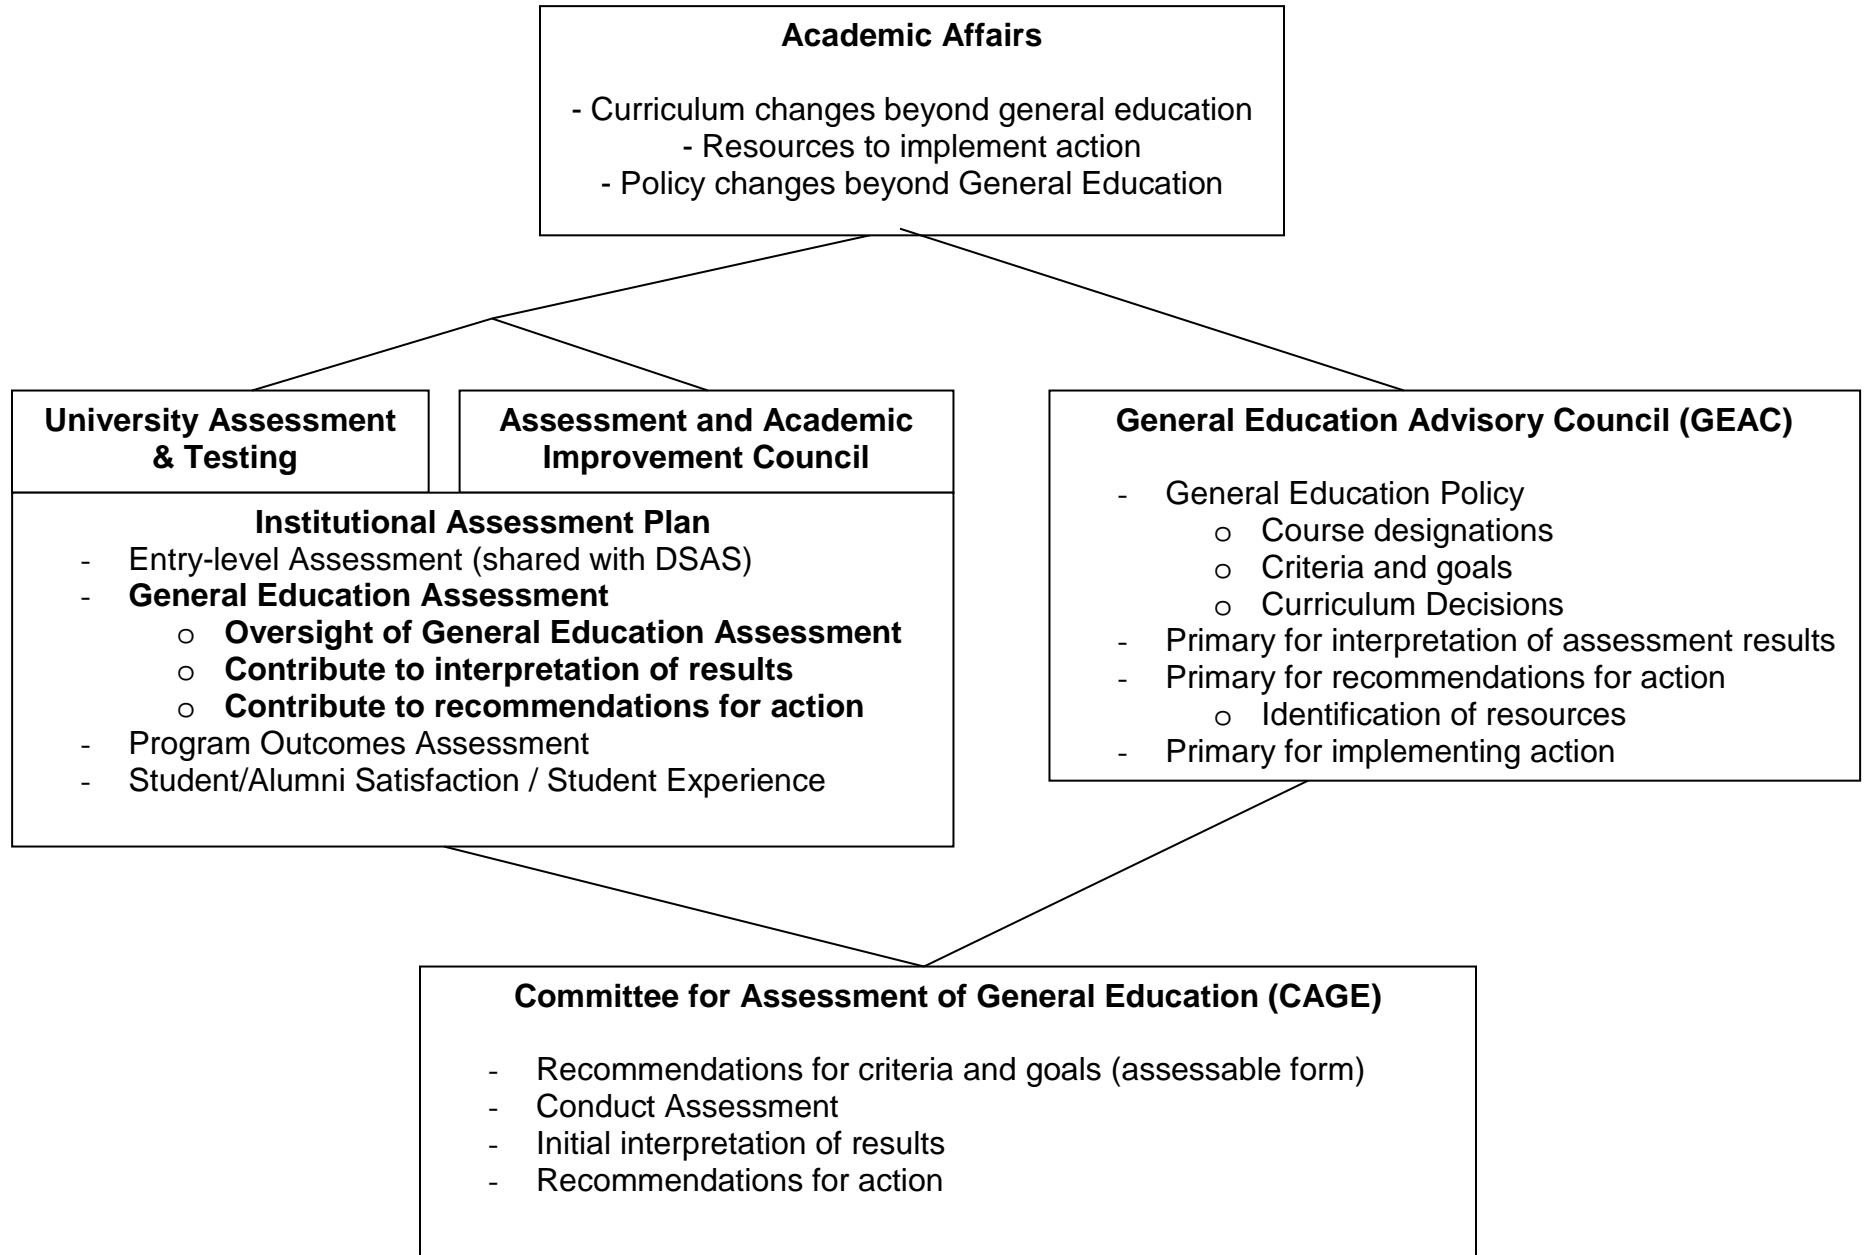 Academic Affairs
- Curriculum changes beyond general education
- Resources to implement action
- Policy changes beyond General Education
University Assessment
& Testing
Assessment and Academic
Improvement Council
Institutional Assessment Plan
- Entry-level Assessment (shared with DSAS)
- General Education Assessment
o Oversight of General Education Assessment
o Contribute to interpretation of results
o Contribute to recommendations for action
- Program Outcomes Assessment
- Student/Alumni Satisfaction / Student Experience
General Education Advisory Council (GEAC)
- General Education Policy
o Course designations
o Criteria and goals
o Curriculum Decisions
- Primary for interpretation of assessment results
- Primary for recommendations for action
o Identification of resources
- Primary for implementing action
Committee for Assessment of General Education (CAGE)
- Recommendations for criteria and goals (assessable form)
- Conduct Assessment
- Initial interpretation of results
- Recommendations for action